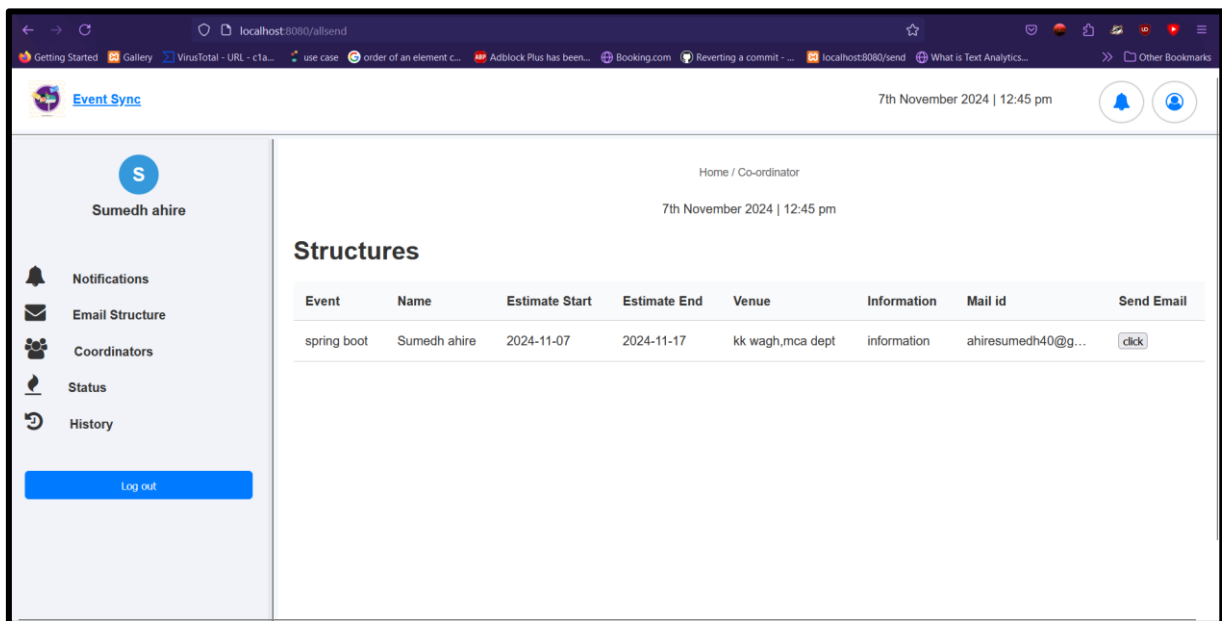 localhost:8080/allsend
Getting Started Gallery VirusTotal - URL - c1a... use case order of an element c... Adblock Plus has been... Booking.com Reverting a commit - ... localhost:8080/send What is Text Analytics... Other Bookmarks
Event Sync 7th November 2024 | 12:45 pm
S
Sumedh ahire
Notifications
Email Structure
Coordinators
Status
History
Log out
Home / Co-ordinator
7th November 2024 | 12:45 pm
Structures
Event Name Estimate Start Estimate End Venue Information Mail id Send Email
spring boot Sumedh ahire 2024-11-07 2024-11-17 kk wagh,mca dept information ahiresumedh40@g... click